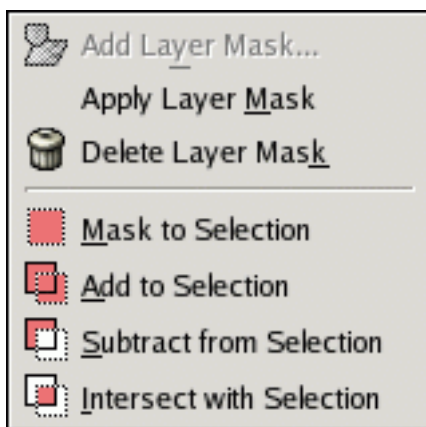 Add Layer Mask...
Apply Layer Mask
Delete Layer Mask
Mask to Selection
Add to Selection
Subtract from Selection
Intersect with Selection